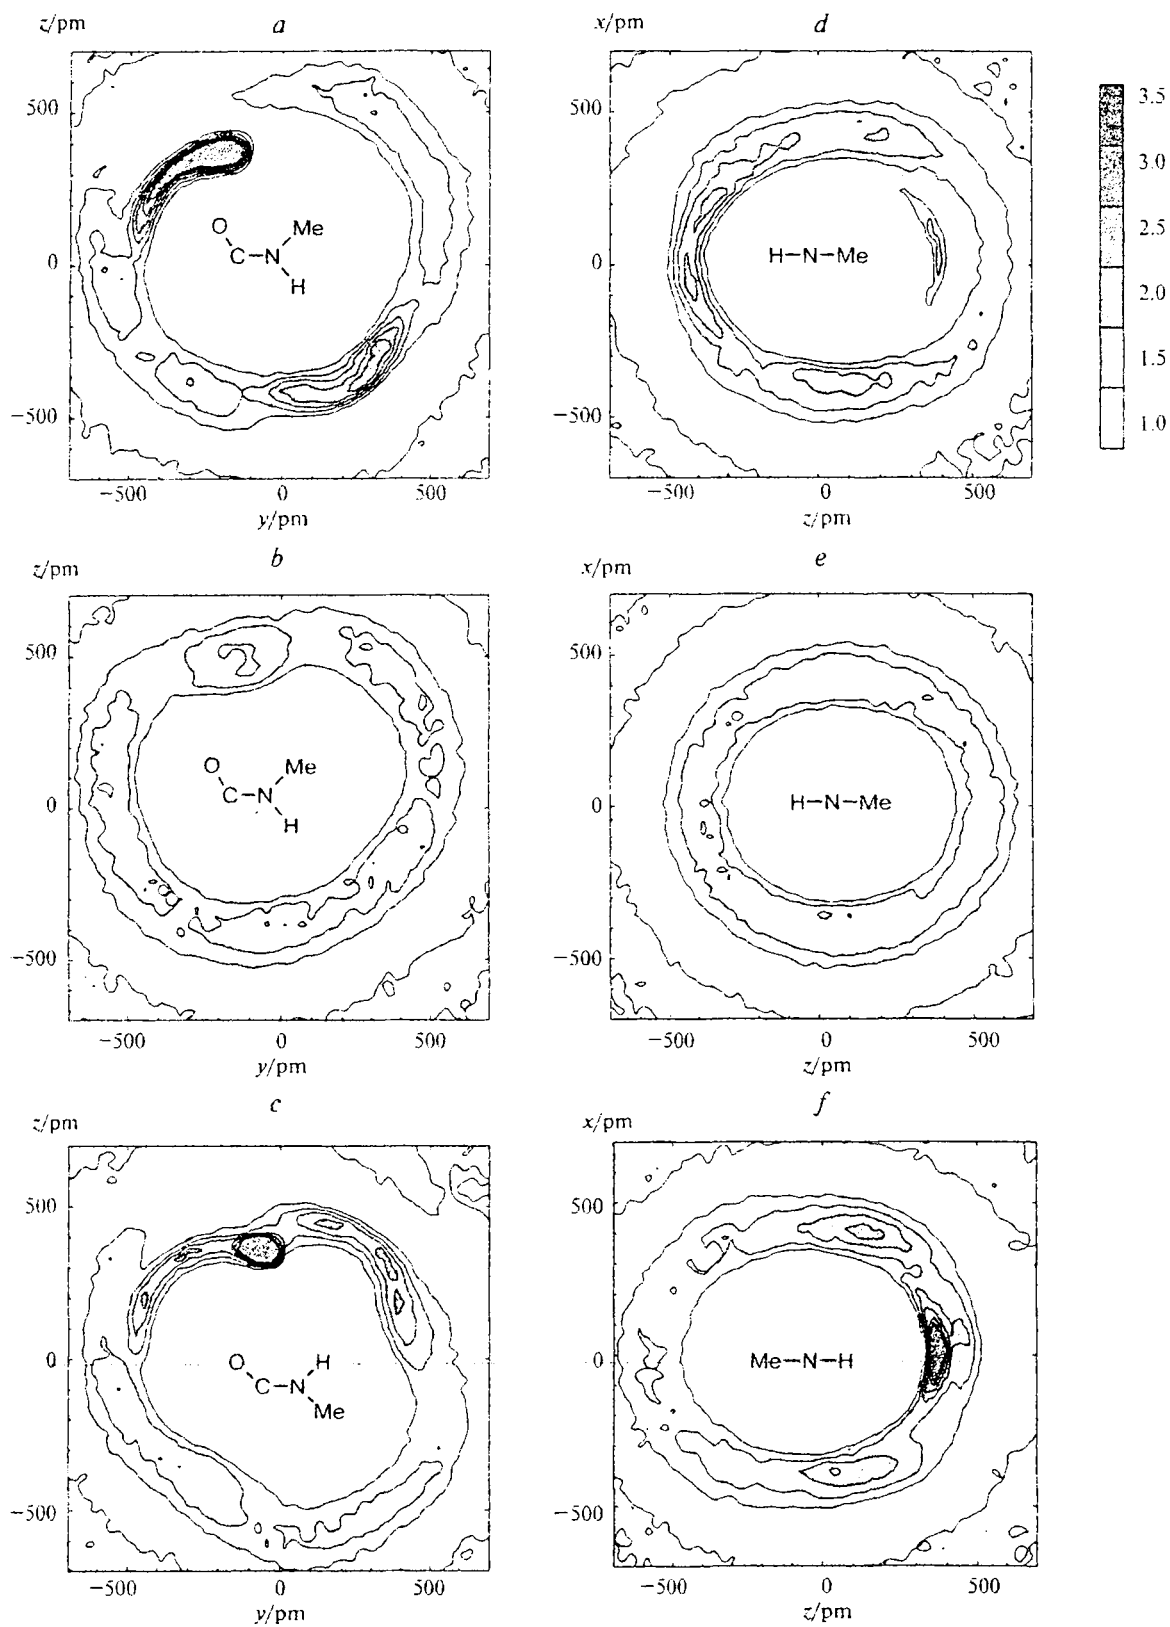 z/pm a x/pm d
500 500 3.5
3.0
2.5
O Me
C N H-N-Me
H
0 0 2.0
1.5
1.0
−500 −500
−500 0 500 −500 0 500
y/pm z/pm
z/pm b x/pm e
500 500
O Me
C-N H-N-Me
H
0 0
−500 −500
−500 0 500 −500 0 500
y/pm z/pm
z/pm c x/pm f
500 500
0 O H 0 Me-N-H
C-N
Me
−500 −500
−500 0 500 −500 0 500
y/pm z/pm